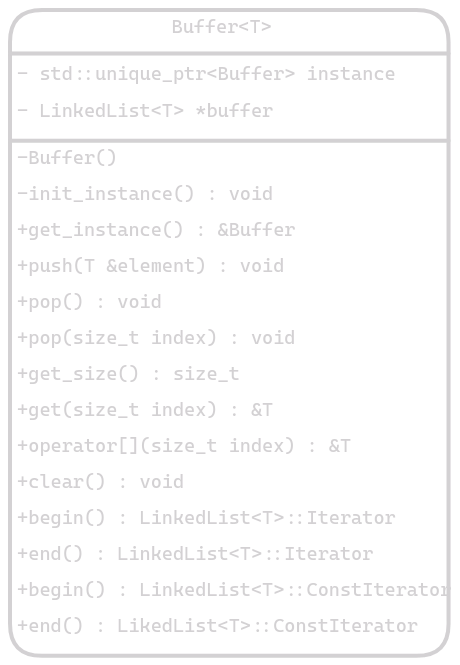 Buffer<T>
- std::unique_ptr<Buffer> instance
- LinkedList<T> *buffer
-Buffer()
-init_instance() : void
+get_instance() : &Buffer
+push(T &element) : void
+pop() : void
+pop(size_t index) : void
+get_size() : size_t
+get(size_t index) : &T
+operator[](size_t index) : &T
+clear() : void
+begin() : LinkedList<T>::Iterator
+end() : LinkedList<T>::Iterator
+begin() : LinkedList<T>::ConstIterator
+end() : LikedList<T>::ConstIterator